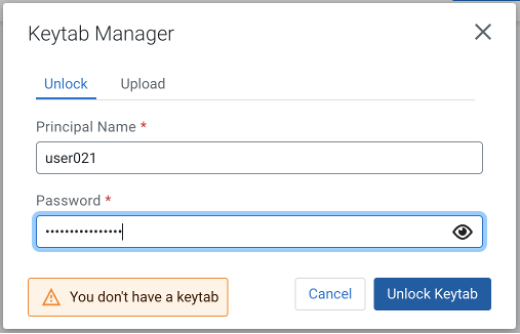 Keytab Manager
Unlock
Upload
Principal Name *
user021
Password *
••••••••••••••••
You don't have a keytab
Cancel
Unlock Keytab